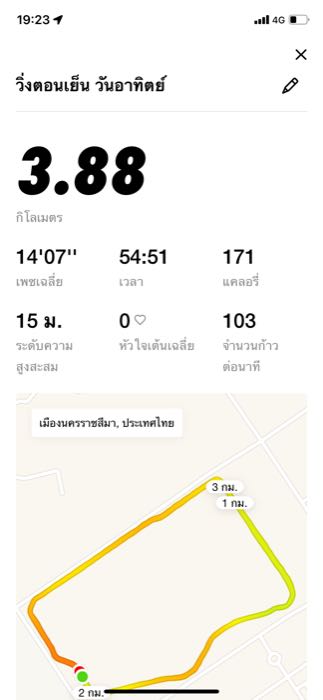 19:23
4G
วิ่งตอนเย็น วันอาทิตย์
3.88
กิโลเมตร
14'07''
54:51
171
เพซเฉลี่ย
เวลา
แคลอรี่
15 ม.
0
103
ระดับความ
สูงสะสม
หัวใจเต้นเฉลี่ย
จำนวนก้าว
ต่อนาที
เมืองนครราชสีมา, ประเทศไทย
3 กม.
1 กม.
2 กม.